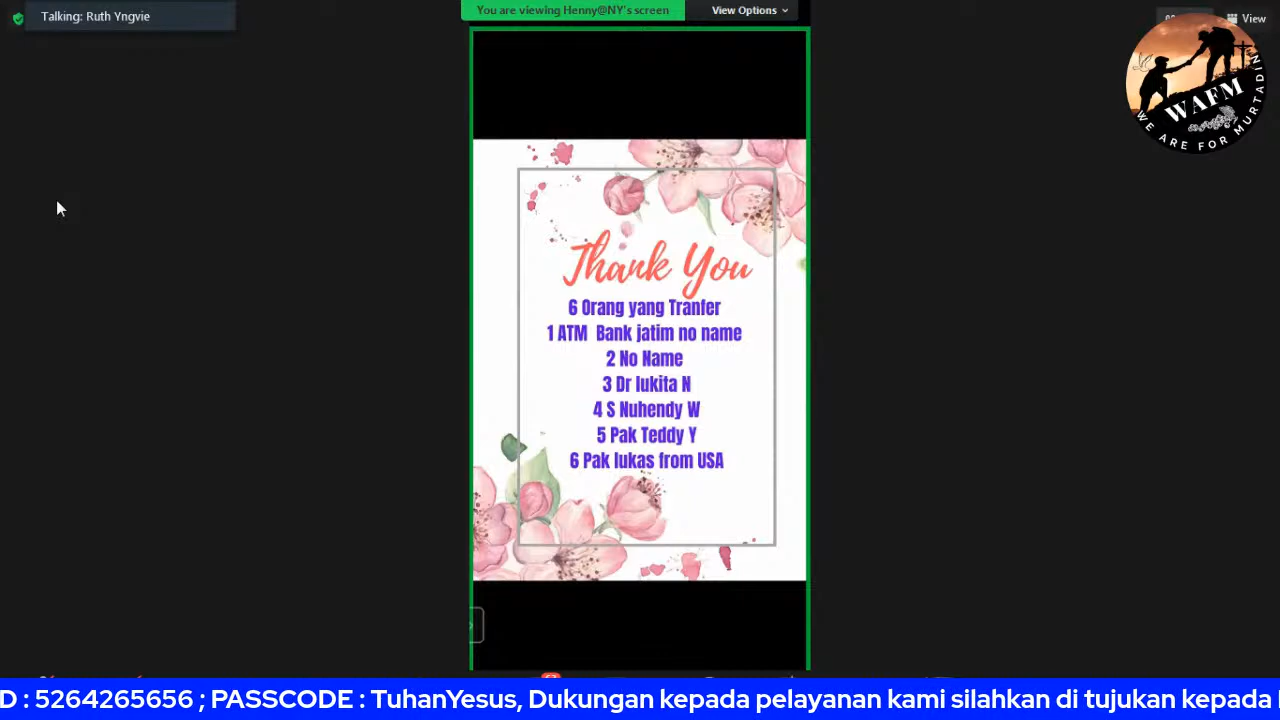 Talking: Ruth Yngvie
You are viewing Henny@NY's screen
View Options
View
WAFM
WE ARE FOR MURTADIN
Thank You
6 Orang yang Tranfer
1 ATM Bank jatim no name
2 No Name
3 Dr lukita N
4 S Nuhendy W
5 Pak Teddy Y
6 Pak lukas from USA
D : 5264265656 ; PASSCODE : TuhanYesus, Dukungan kepada pelayanan kami silahkan di tujukan kepada